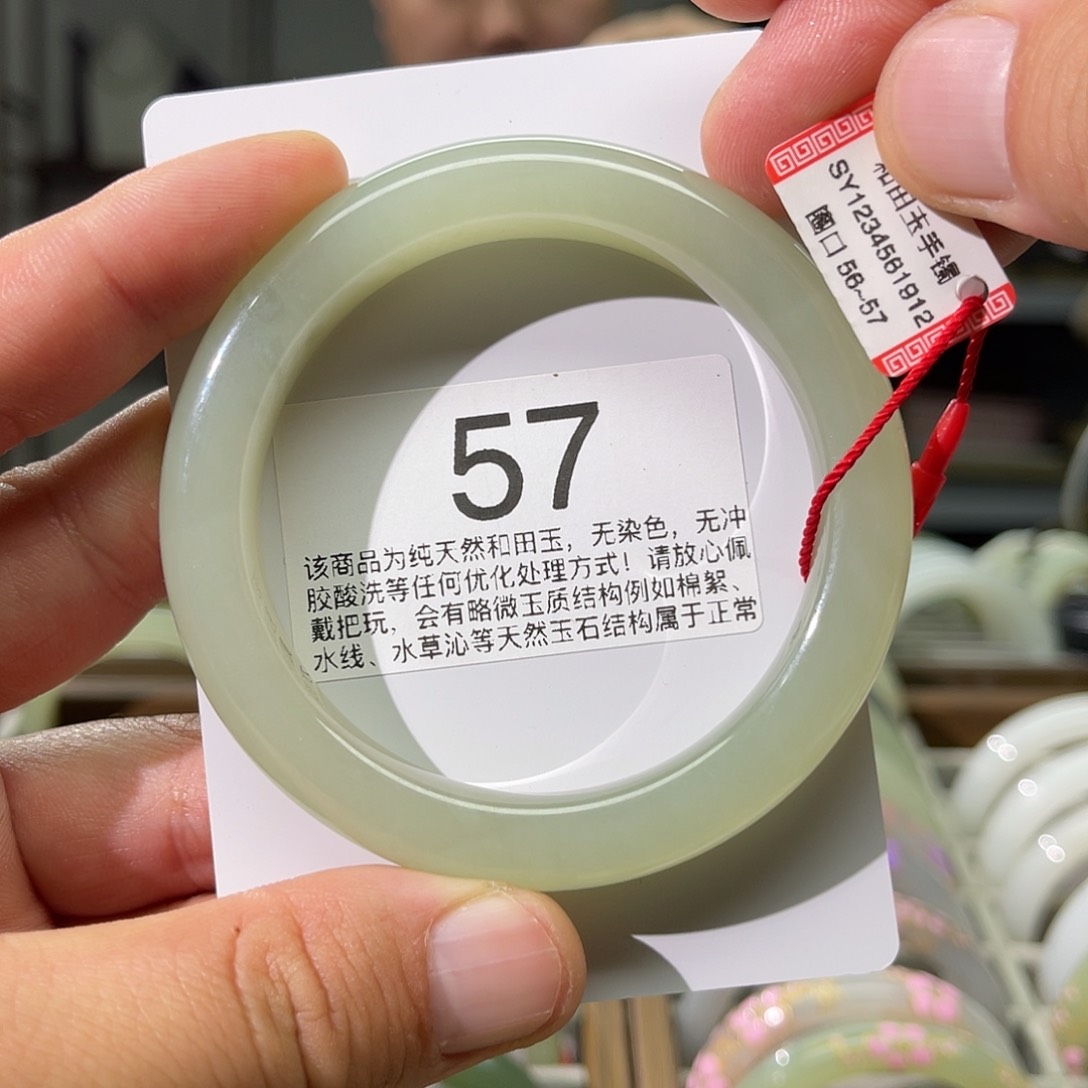 57
该商品为纯天然和田玉，无染色，无冲
胶酸洗等任何优化处理方式！请放心佩
戴把玩，会有略微玉质结构例如棉絮、
水线、水草沁等天然玉石结构属于正常
和田玉手镯
SY1234561912
圈口 56~57